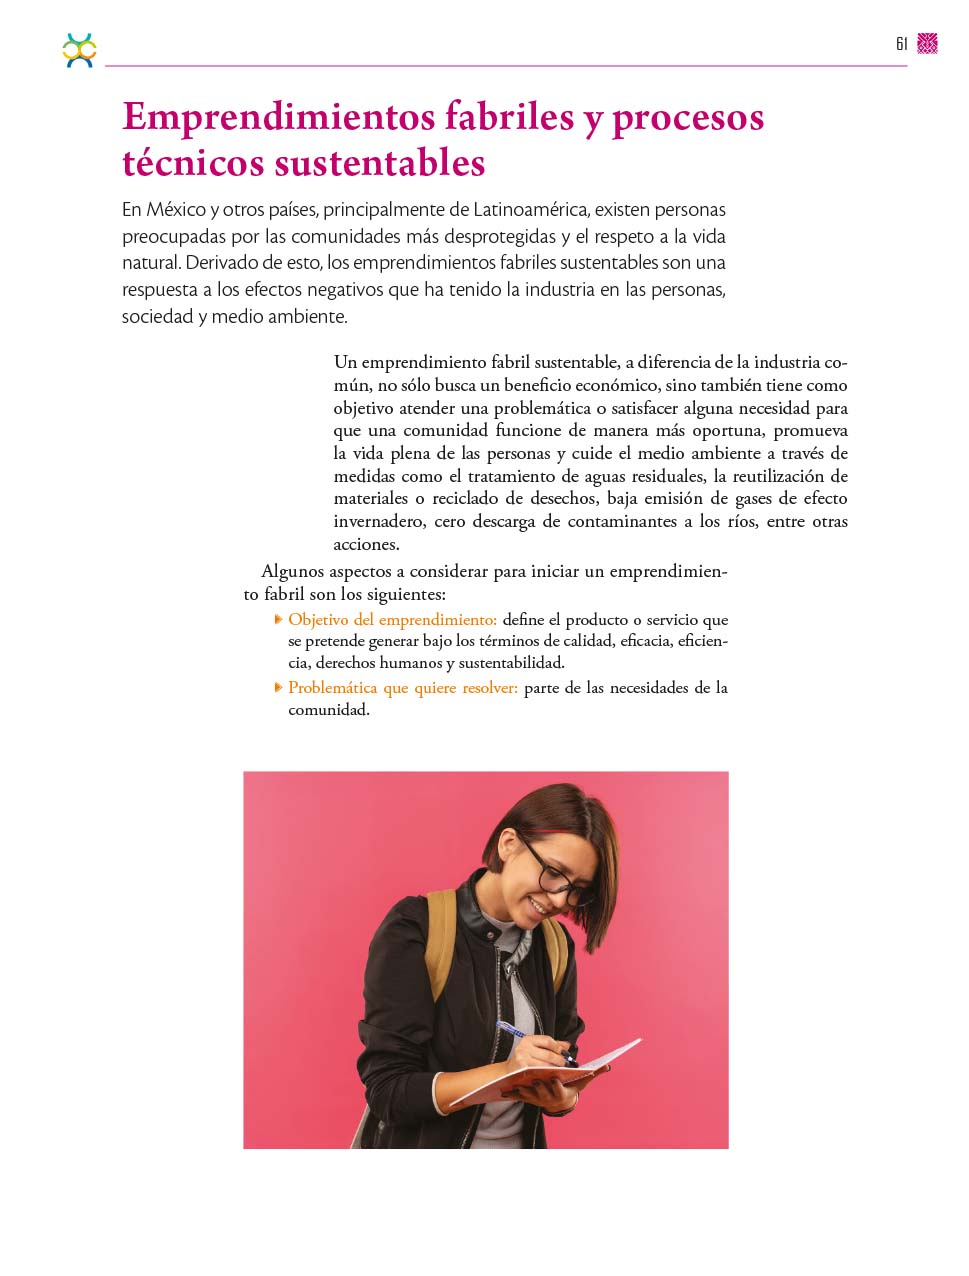 61
Emprendimientos fabriles y procesos
técnicos sustentables
En México y otros países, principalmente de Latinoamérica, existen personas
preocupadas por las comunidades más desprotegidas y el respeto a la vida
natural. Derivado de esto, los emprendimientos fabriles sustentables son una
respuesta a los efectos negativos que ha tenido la industria en las personas,
sociedad y medio ambiente.
Un emprendimiento fabril sustentable, a diferencia de la industria co-
mún, no sólo busca un beneficio económico, sino también tiene como
objetivo atender una problemática o satisfacer alguna necesidad para
que una comunidad funcione de manera más oportuna, promueva
la vida plena de las personas y cuide el medio ambiente a través de
medidas como el tratamiento de aguas residuales, la reutilización de
materiales o reciclado de desechos, baja emisión de gases de efecto
invernadero, cero descarga de contaminantes a los ríos, entre otras
acciones.
Algunos aspectos a considerar para iniciar un emprendimien-
to fabril son los siguientes:
Objetivo del emprendimiento: define el producto o servicio que
se pretende generar bajo los términos de calidad, eficacia, eficien-
cia, derechos humanos y sustentabilidad.
Problemática que quiere resolver: parte de las necesidades de la
comunidad.